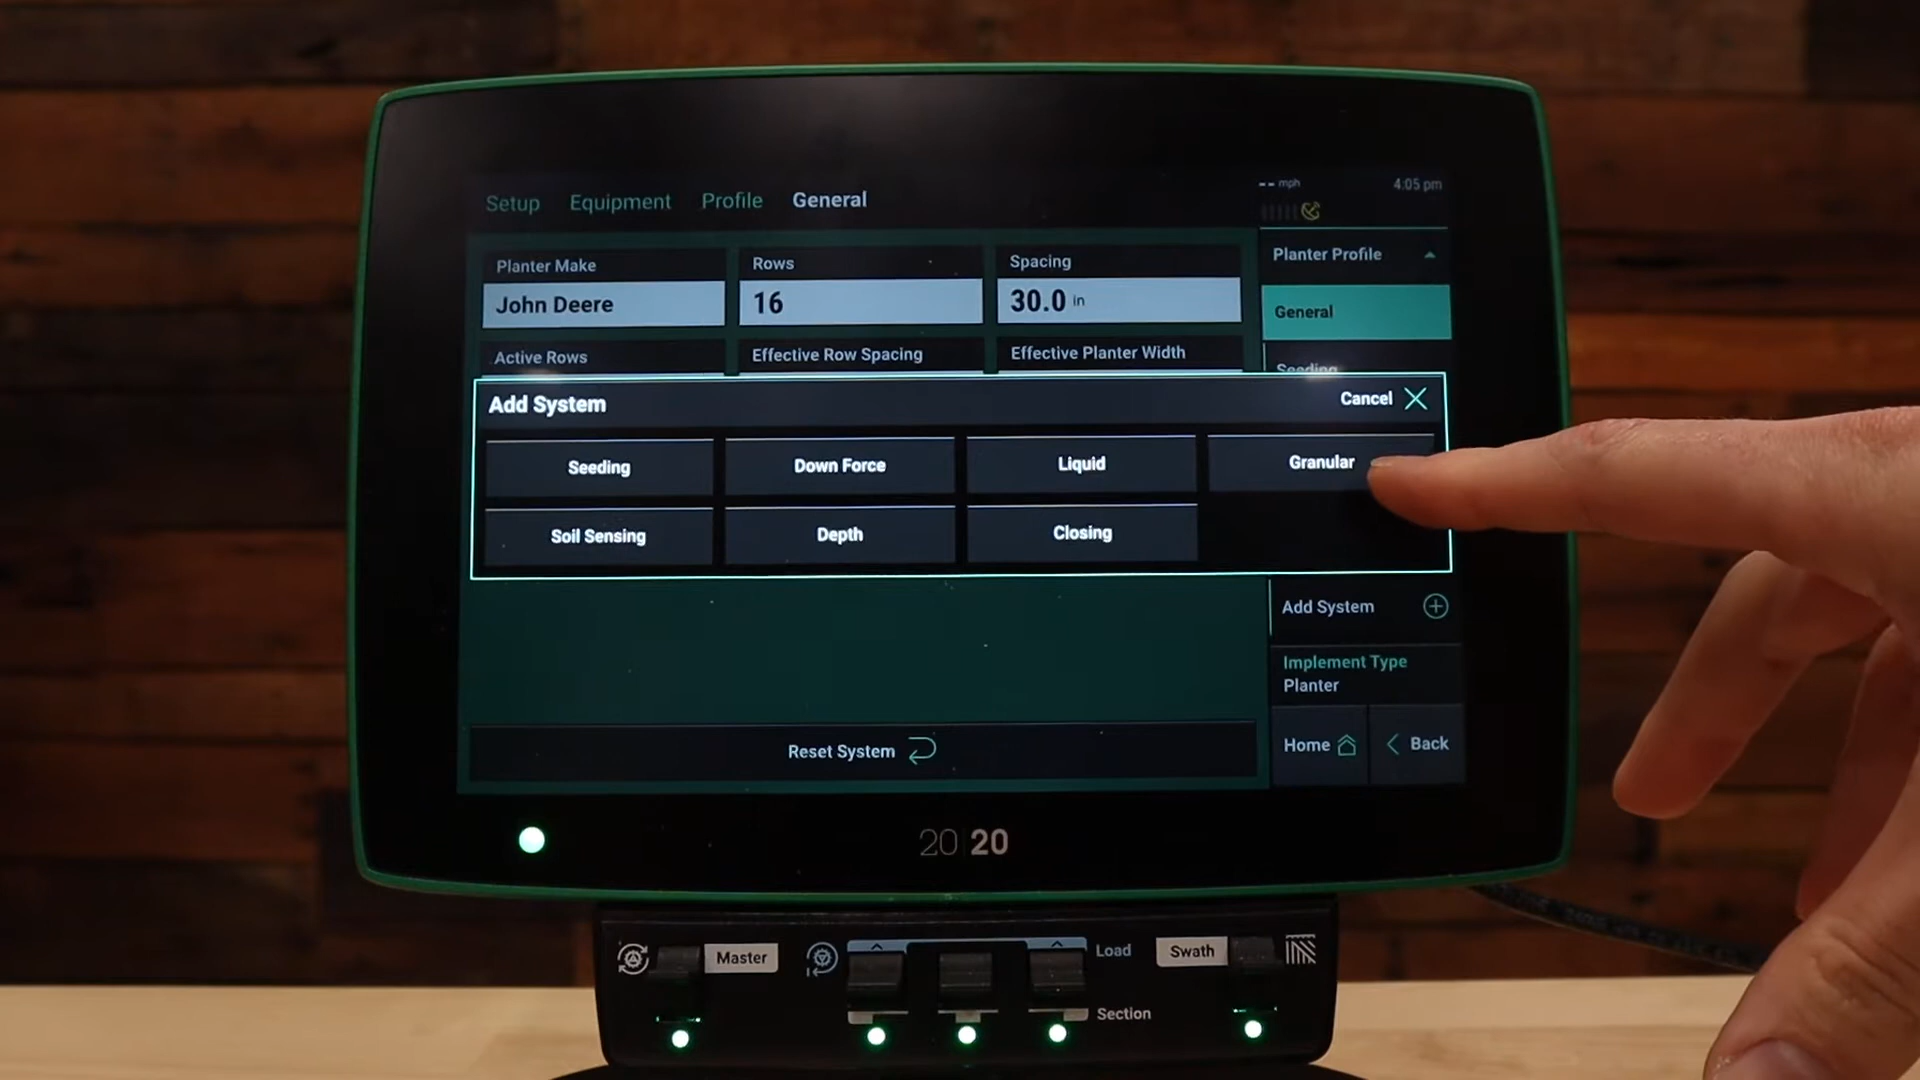 Setup Equipment Profile General
-- mph 4:05 pm
Planter Make Rows Spacing
John Deere 16 30.0 in
Active Rows Effective Row Spacing Effective Planter Width
Planter Profile
General
Seeding
Add System Cancel
Seeding Down Force Liquid Granular
Soil Sensing Depth Closing
Add System
Implement Type
Planter
Reset System
Home Back
20|20
Master Load Swath
Section